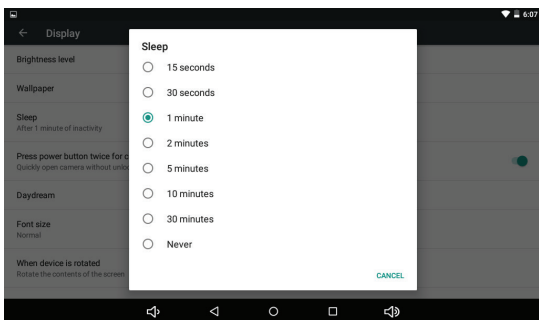 6:07
Display
Brightness level
Wallpaper
Sleep
After 1 minute of inactivity
Press power button twice for c
Quickly open camera without unloc
Daydream
Font size
Normal
When device is rotated
Rotate the contents of the screen
Sleep
15 seconds
30 seconds
1 minute
2 minutes
5 minutes
10 minutes
30 minutes
Never
CANCEL